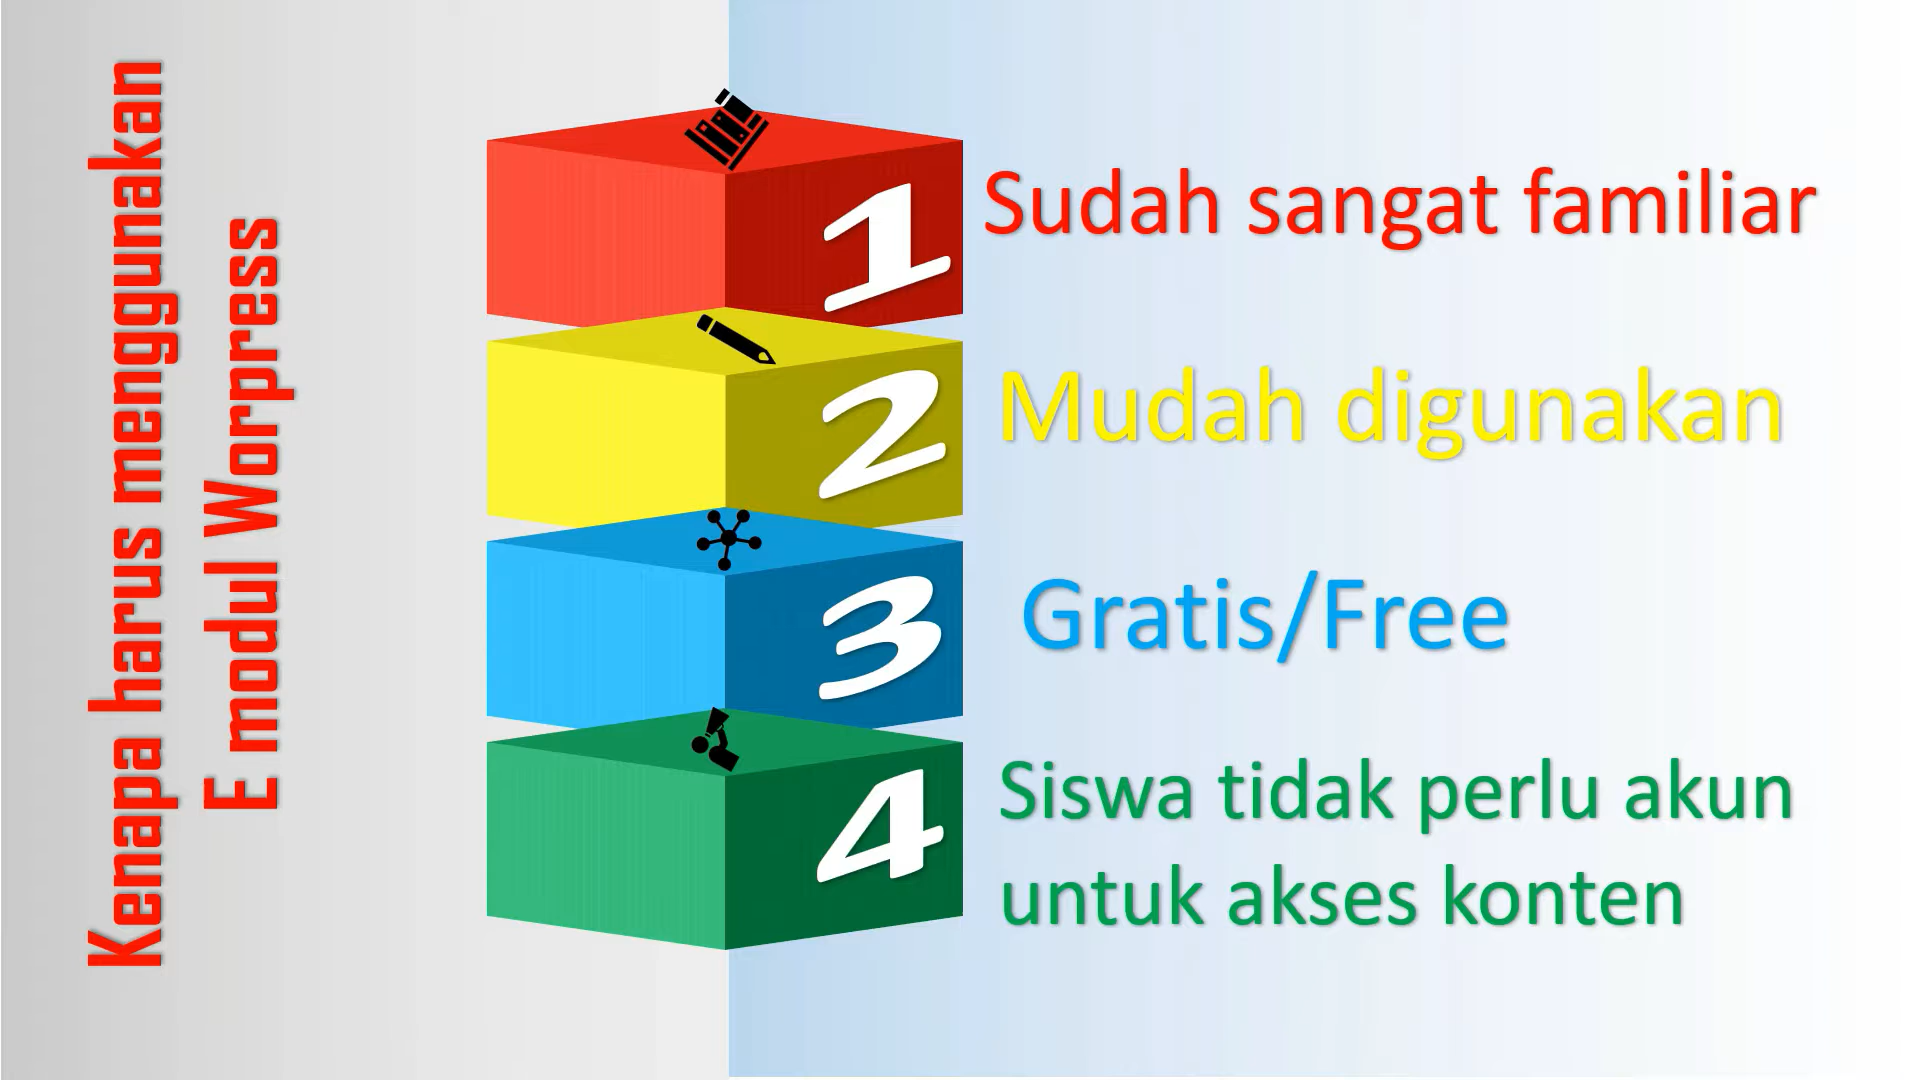 Kenapa harus menggunakan
E modul Worpress
1
Sudah sangat familiar
2
Mudah digunakan
3
Gratis/Free
4
Siswa tidak perlu akun
untuk akses konten